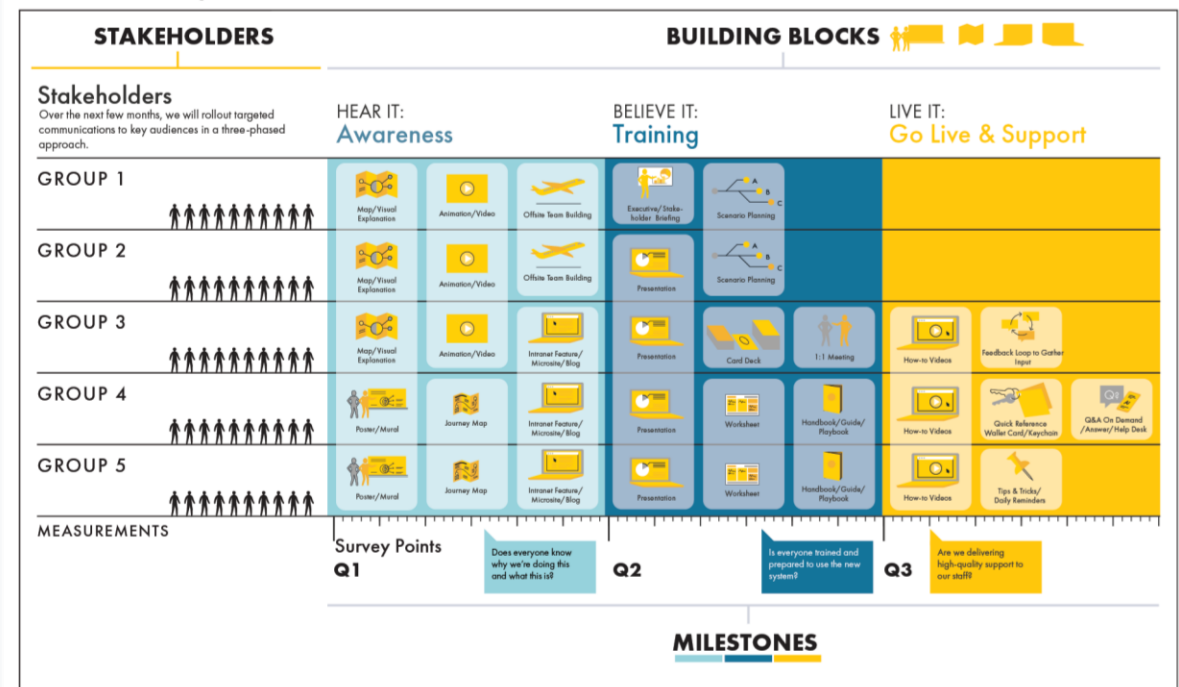 STAKEHOLDERS
BUILDING BLOCKS
Stakeholders
Over the next few months, we will rollout targeted
communications to key audiences in a three-phased
approach.
HEAR IT:
Awareness
BELIEVE IT:
Training
LIVE IT:
Go Live & Support
GROUP 1
Map/Visual
Explanation
Animation/Video
Offsite Team Building
Executive/Stake-
holder Briefing
A
B
C
Scenario Planning
GROUP 2
Map/Visual
Explanation
Animation/Video
Offsite Team Building
Presentation
A
B
C
Scenario Planning
GROUP 3
Map/Visual
Explanation
Animation/Video
Intranet Feature/
Microsite/Blog
Presentation
Card Deck
1:1 Meeting
How-to Videos
Feedback Loop to Gather
Input
GROUP 4
Poster/Mural
Journey Map
Intranet Feature/
Microsite/Blog
Presentation
Worksheet
Handbook/Guide/
Playbook
How-to Videos
Quick Reference
Wallet Card/Keychain
Q&A On Demand
/Answer/Help Desk
GROUP 5
Poster/Mural
Journey Map
Intranet Feature/
Microsite/Blog
Presentation
Worksheet
Handbook/Guide/
Playbook
How-to Videos
Tips & Tricks/
Daily Reminders
MEASUREMENTS
Survey Points
Q1
Does everyone know
why we're doing this
and what this is?
Q2
Is everyone trained and
prepared to use the new
system?
Q3
Are we delivering
high-quality support to
our staff?
MILESTONES